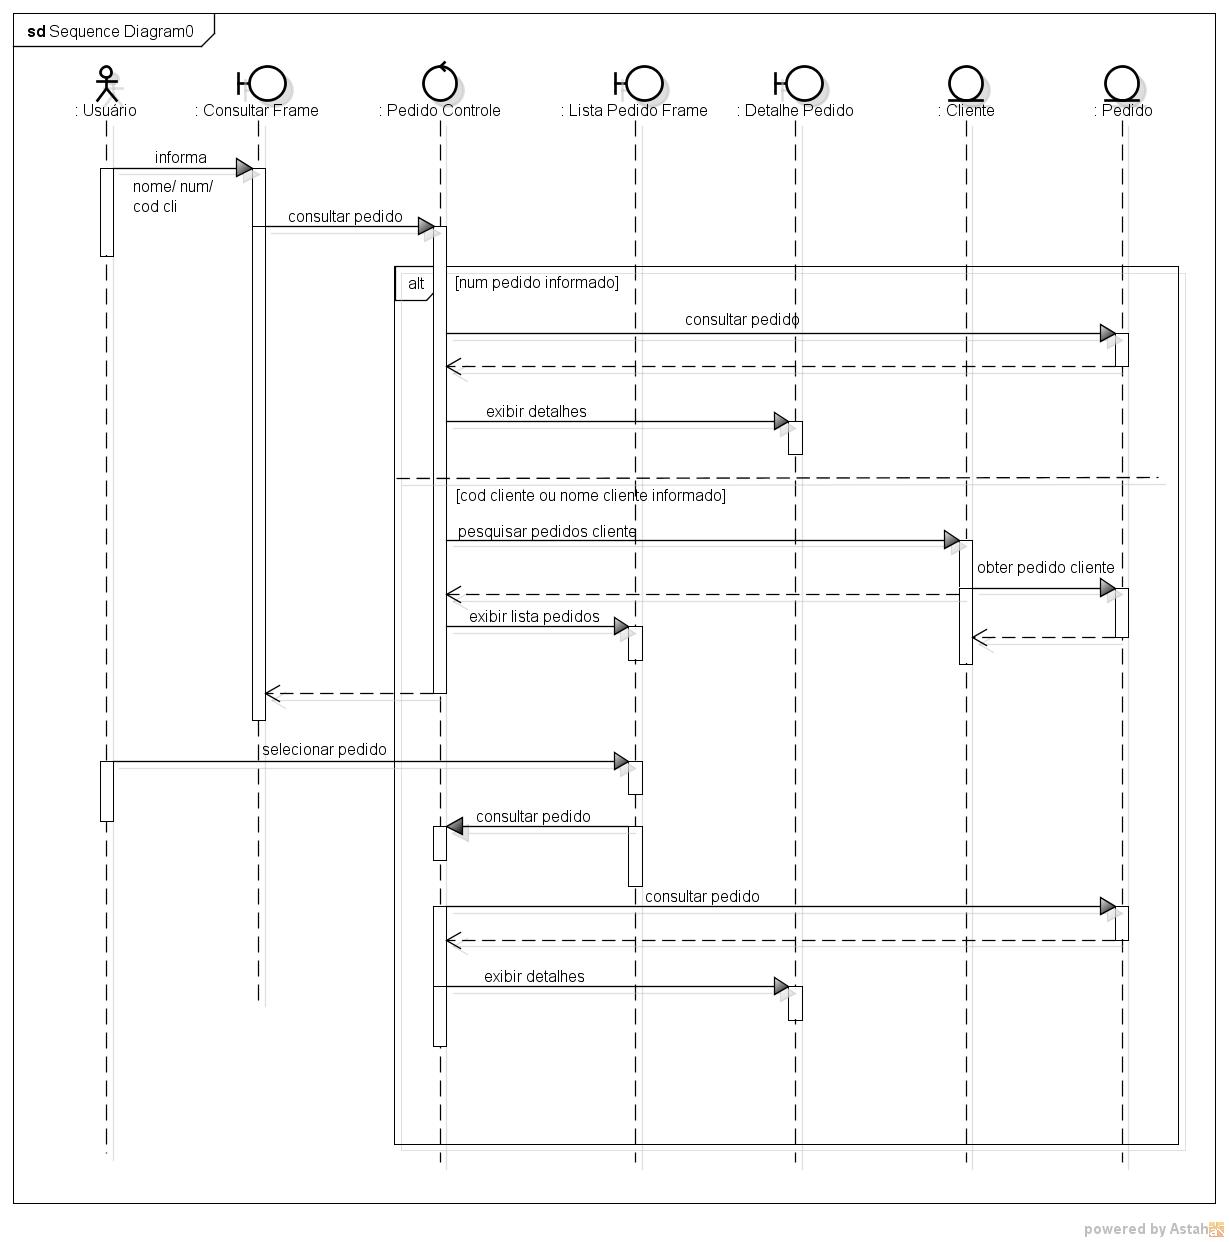 sd Sequence Diagram0
: Usuário
: Consultar Frame
: Pedido Controle
: Lista Pedido Frame
: Detalhe Pedido
: Cliente
: Pedido
informa
nome/ num/
cod cli
consultar pedido
alt
[num pedido informado]
consultar pedido
exibir detalhes
[cod cliente ou nome cliente informado]
pesquisar pedidos cliente
obter pedido cliente
exibir lista pedidos
selecionar pedido
consultar pedido
consultar pedido
exibir detalhes
powered by Astah